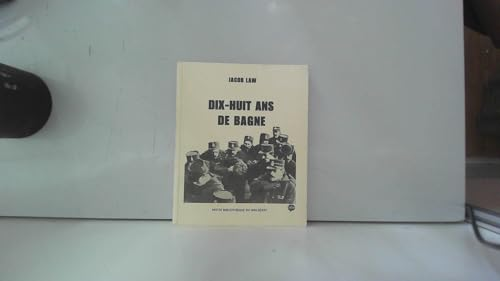 JACOB LAW
DIX-HUIT ANS
DE BAGNE